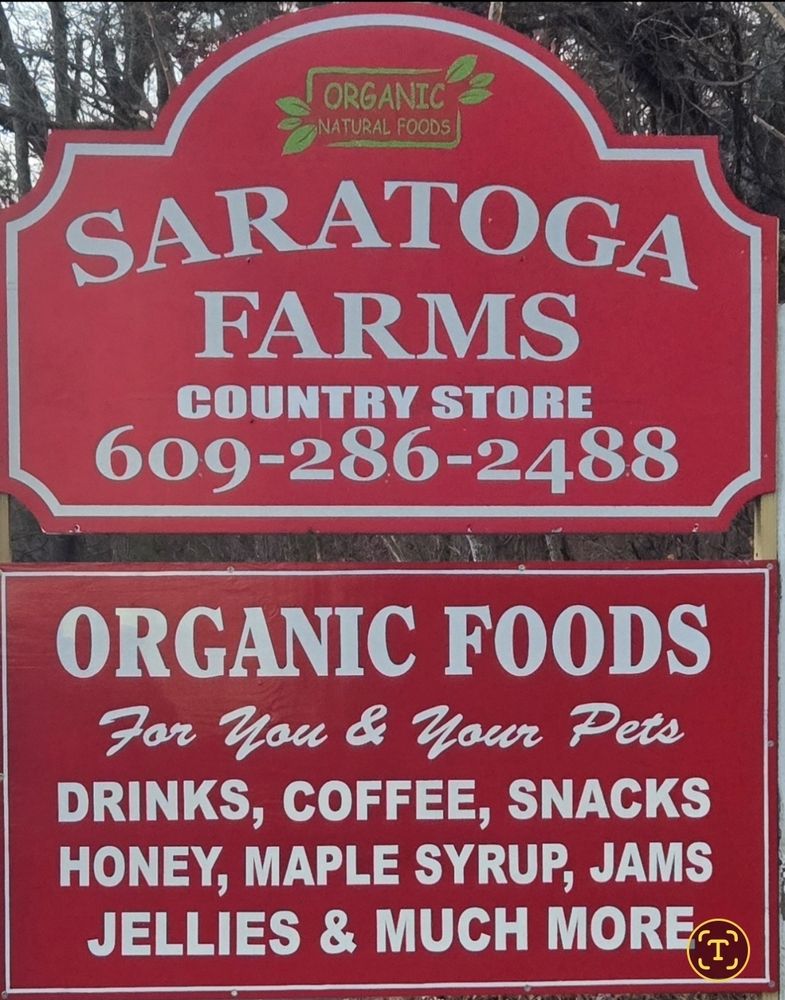 ORGANIC
NATURAL FOODS
SARATOGA
FARMS
COUNTRY STORE
609-286-2488
ORGANIC FOODS
For You & Your Pets
DRINKS, COFFEE, SNACKS
HONEY, MAPLE SYRUP, JAMS
JELLIES & MUCH MORE
T